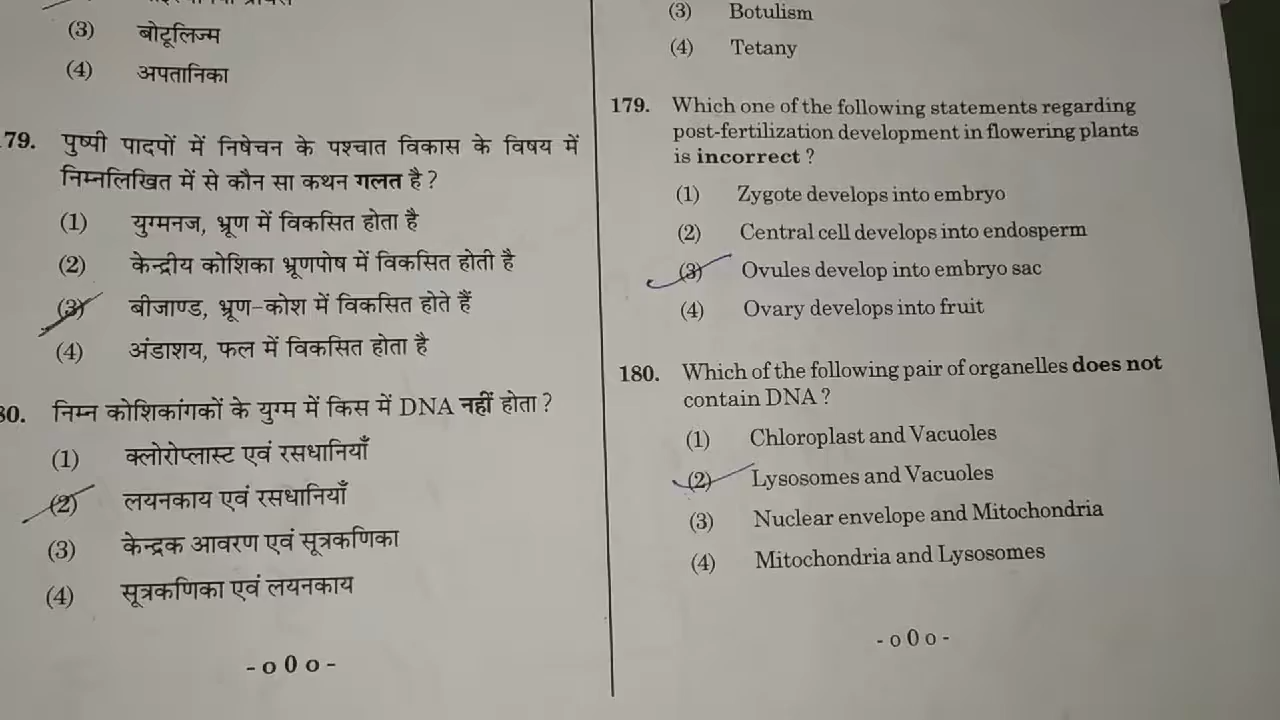 (3) बोटूलिज्म
(4) अपतानिका
79. पुष्पी पादपों में निषेचन के पश्चात विकास के विषय में
निम्नलिखित में से कौन सा कथन गलत है ?
(1) युग्मनज, भ्रूण में विकसित होता है
(2) केन्द्रीय कोशिका भ्रूणपोष में विकसित होती है
(3) बीजाण्ड, भ्रूण-कोश में विकसित होते हैं
(4) अंडाशय, फल में विकसित होता है
80. निम्न कोशिकांगकों के युग्म में किस में DNA नहीं होता ?
(1) क्लोरोप्लास्ट एवं रसधानियाँ
(2) लयनकाय एवं रसधानियाँ
(3) केन्द्रक आवरण एवं सूत्रकणिका
(4) सूत्रकणिका एवं लयनकाय
- o 0 o -
(3) Botulism
(4) Tetany
179. Which one of the following statements regarding
post-fertilization development in flowering plants
is incorrect ?
(1) Zygote develops into embryo
(2) Central cell develops into endosperm
(3) Ovules develop into embryo sac
(4) Ovary develops into fruit
180. Which of the following pair of organelles does not
contain DNA ?
(1) Chloroplast and Vacuoles
(2) Lysosomes and Vacuoles
(3) Nuclear envelope and Mitochondria
(4) Mitochondria and Lysosomes
- o 0 o -